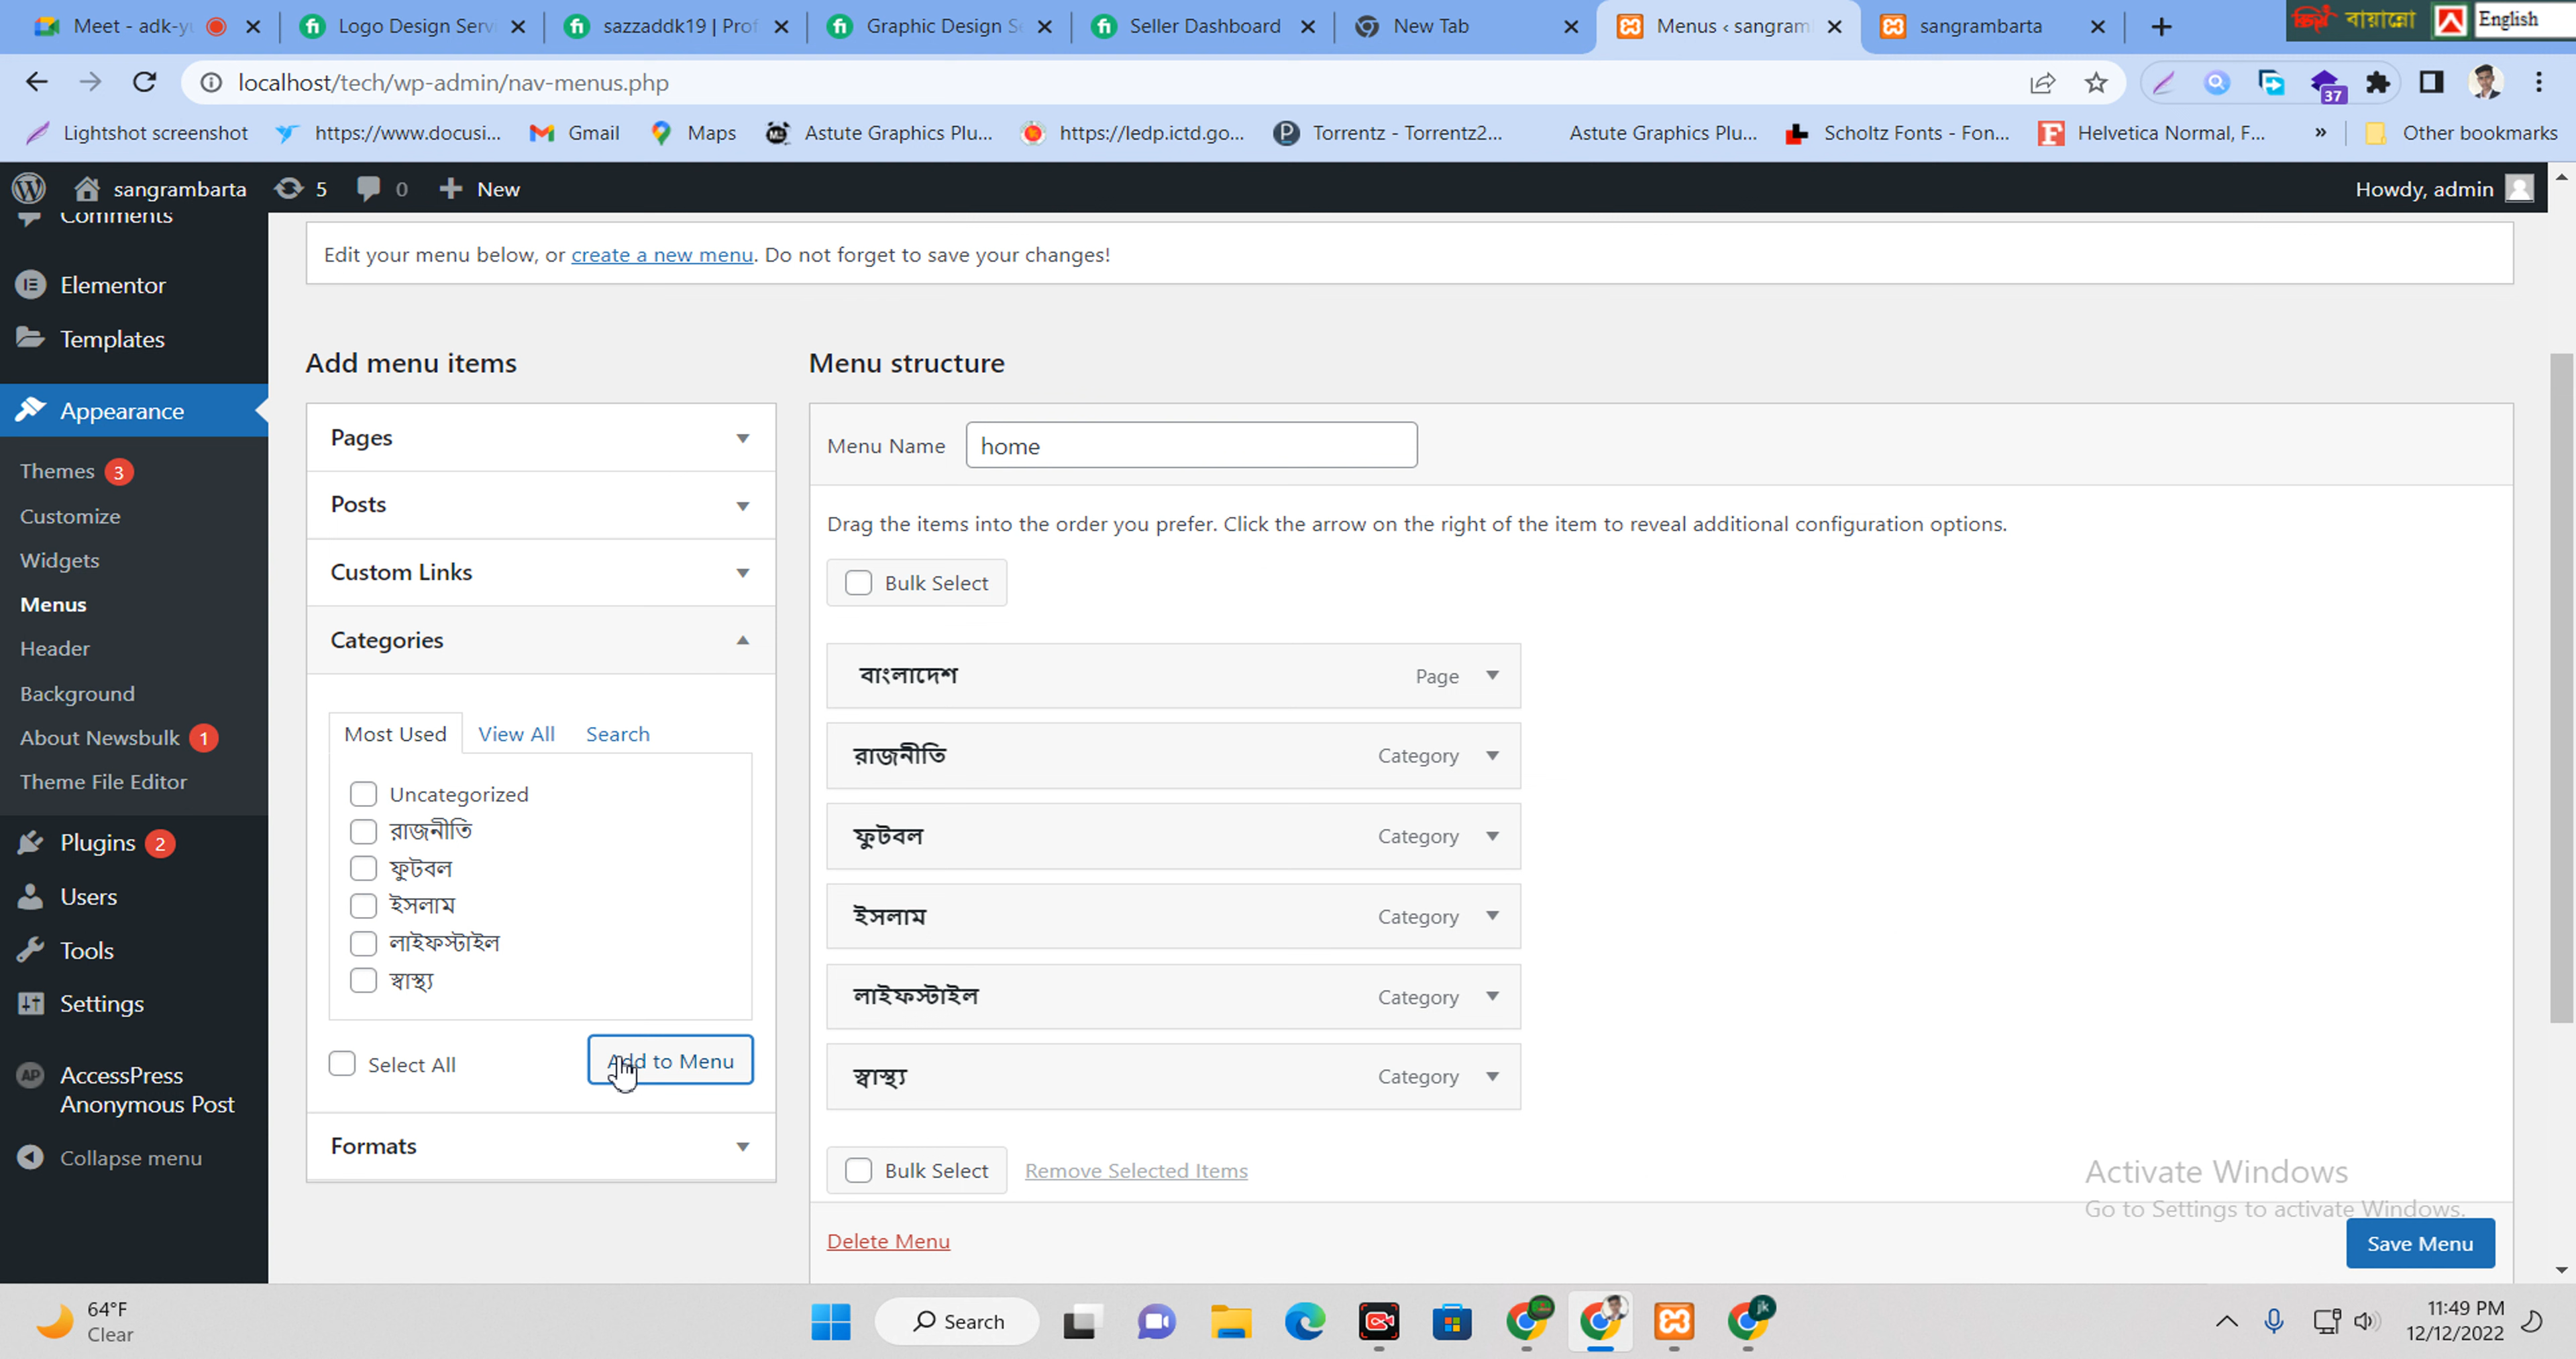 Meet - adk-yu
Logo Design Servi
sazzaddk19 | Prof
Graphic Design Se
Seller Dashboard
New Tab
Menus ‹ sangram
sangrambarta
বায়ান্নো
English
localhost/tech/wp-admin/nav-menus.php
37
Lightshot screenshot
https://www.docusi...
Gmail
Maps
Astute Graphics Plu...
https://ledp.ictd.go...
Torrentz - Torrentz2...
Astute Graphics Plu...
Scholtz Fonts - Fon...
Helvetica Normal, F...
»
Other bookmarks
sangrambarta
5
0
New
Howdy, admin
Comments
Elementor
Templates
Appearance
Themes 3
Customize
Widgets
Menus
Header
Background
About Newsbulk 1
Theme File Editor
Plugins 2
Users
Tools
Settings
AP
AccessPress
Anonymous Post
Collapse menu
Edit your menu below, or create a new menu. Do not forget to save your changes!
Add menu items
Pages
Posts
Custom Links
Categories
Most Used
View All
Search
Uncategorized
রাজনীতি
ফুটবল
ইসলাম
লাইফস্টাইল
স্বাস্থ্য
Select All
Add to Menu
Formats
Menu structure
Menu Name
home
Drag the items into the order you prefer. Click the arrow on the right of the item to reveal additional configuration options.
Bulk Select
বাংলাদেশ
Page
রাজনীতি
Category
ফুটবল
Category
ইসলাম
Category
লাইফস্টাইল
Category
স্বাস্থ্য
Category
Bulk Select
Remove Selected Items
Delete Menu
Activate Windows
Go to Settings to activate Windows.
Save Menu
64°F
Clear
Search
jk
11:49 PM
12/12/2022